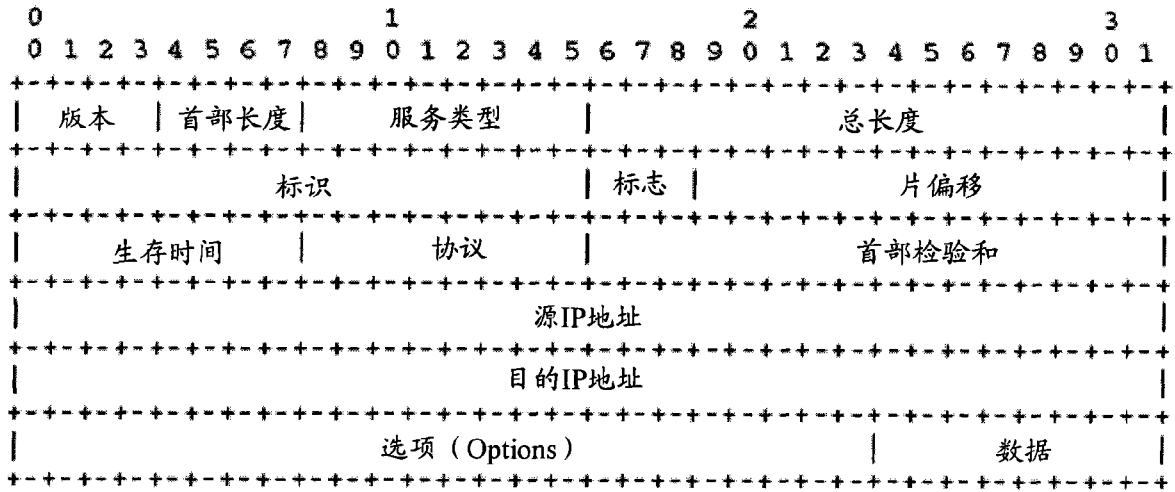 0 1 2 3
0 1 2 3 4 5 6 7 8 9 0 1 2 3 4 5 6 7 8 9 0 1 2 3 4 5 6 7 8 9 0 1
+-+-+-+-+-+-+-+-+-+-+-+-+-+-+-+-+-+-+-+-+-+-+-+-+-+-+-+-+-+-+-+-+
| 版本 | 首部长度| 服务类型 | 总长度 |
+-+-+-+-+-+-+-+-+-+-+-+-+-+-+-+-+-+-+-+-+-+-+-+-+-+-+-+-+-+-+-+-+
| 标识 | 标志 | 片偏移 |
+-+-+-+-+-+-+-+-+-+-+-+-+-+-+-+-+-+-+-+-+-+-+-+-+-+-+-+-+-+-+-+-+
| 生存时间 | 协议 | 首部检验和 |
+-+-+-+-+-+-+-+-+-+-+-+-+-+-+-+-+-+-+-+-+-+-+-+-+-+-+-+-+-+-+-+-+
| 源IP地址 |
+-+-+-+-+-+-+-+-+-+-+-+-+-+-+-+-+-+-+-+-+-+-+-+-+-+-+-+-+-+-+-+-+
| 目的IP地址 |
+-+-+-+-+-+-+-+-+-+-+-+-+-+-+-+-+-+-+-+-+-+-+-+-+-+-+-+-+-+-+-+-+
| 选项（Options） | 数据 |
+-+-+-+-+-+-+-+-+-+-+-+-+-+-+-+-+-+-+-+-+-+-+-+-+-+-+-+-+-+-+-+-+